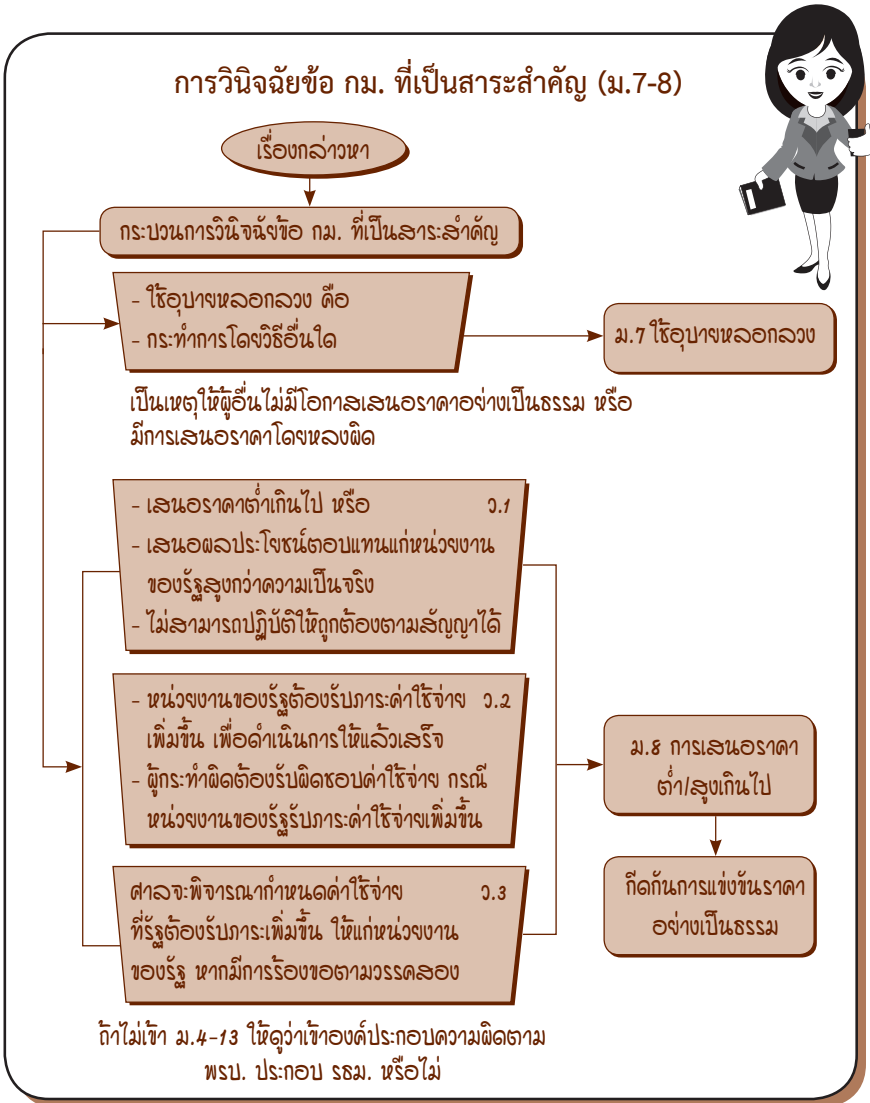 การวินิจฉัยข้อ กม. ที่เป็นสาระสำคัญ (ม.7-8)
เรื่องกล่าวหา
กระบวนการวินิจฉัยข้อ กม. ที่เป็นสาระสำคัญ
- ใช้อุบายหลอกลวง คือ
- กระทำการโดยวิธีอื่นใด
ม.7 ใช้อุบายหลอกลวง
เป็นเหตุให้ผู้อื่นไม่มีโอกาสเสนอราคาอย่างเป็นธรรม หรือ
มีการเสนอราคาโดยหลงผิด
- เสนอราคาต่ำเกินไป หรือ ว.1
- เสนอผลประโยชน์ตอบแทนแก่หน่วยงาน
ของรัฐสูงกว่าความเป็นจริง
- ไม่สามารถปฏิบัติให้ถูกต้องตามสัญญาได้
- หน่วยงานของรัฐต้องรับภาระค่าใช้จ่าย ว.2
เพิ่มขึ้น เพื่อดำเนินการให้แล้วเสร็จ
- ผู้กระทำผิดต้องรับผิดชอบค่าใช้จ่าย กรณี
หน่วยงานของรัฐรับภาระค่าใช้จ่ายเพิ่มขึ้น
ม.8 การเสนอราคา
ต่ำ/สูงเกินไป
กีดกันการแข่งขันราคา
อย่างเป็นธรรม
ศาลจะพิจารณากำหนดค่าใช้จ่าย ว.3
ที่รัฐต้องรับภาระเพิ่มขึ้น ให้แก่หน่วยงาน
ของรัฐ หากมีการร้องขอตามวรรคสอง
ถ้าไม่เข้า ม.4-13 ให้ดูว่าเข้าองค์ประกอบความผิดตาม
พรบ. ประกอบ รธม. หรือไม่